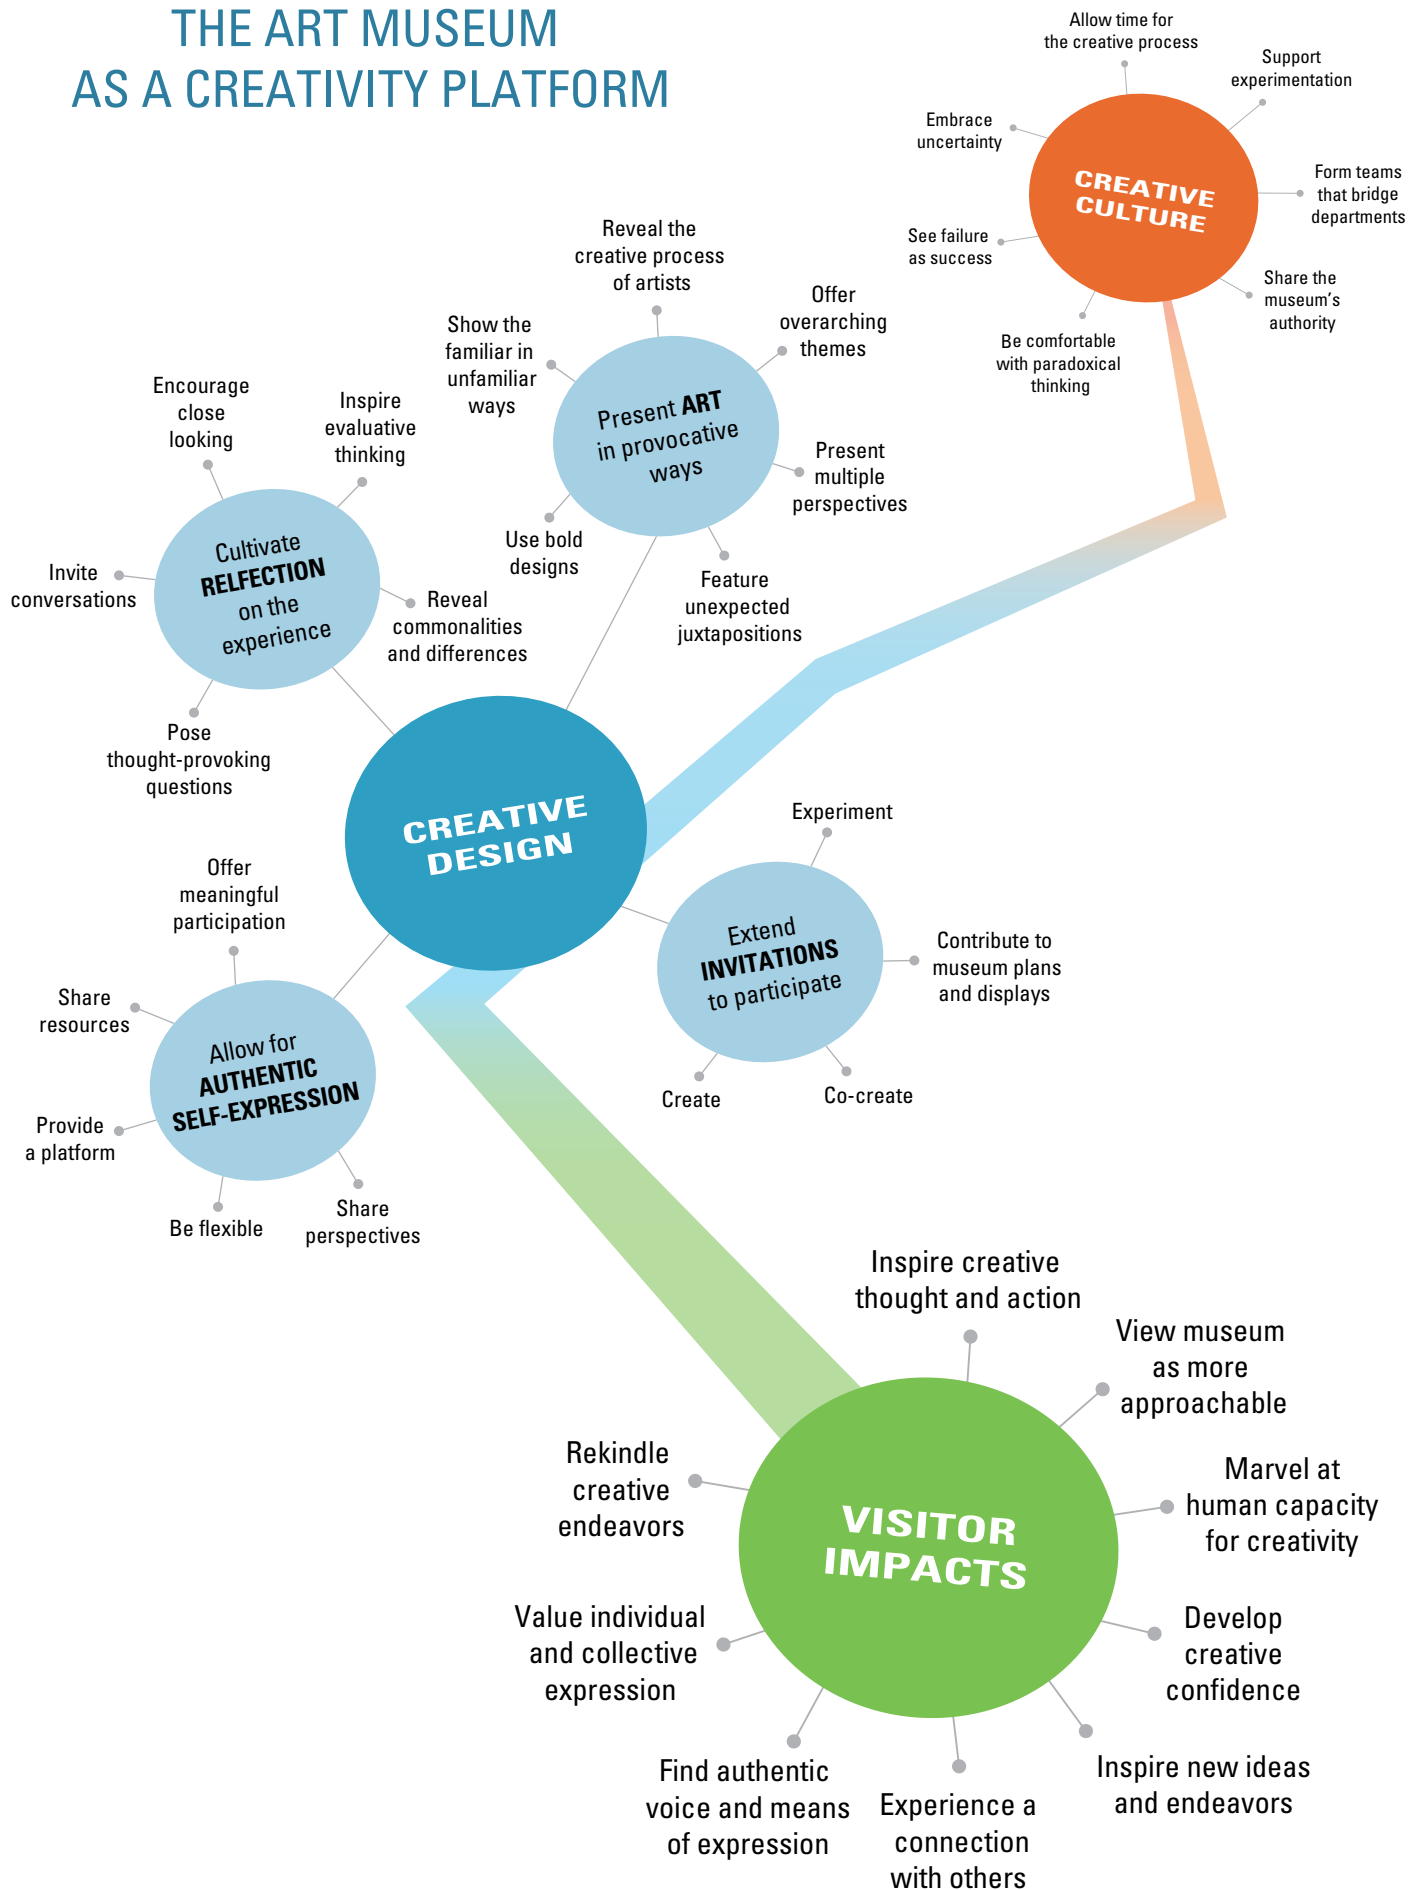 THE ART MUSEUM
AS A CREATIVITY PLATFORM
Allow time for
the creative process
Support
experimentation
Embrace
uncertainty
CREATIVE
CULTURE
Form teams
that bridge
departments
See failure
as success
Share the
museum's
authority
Be comfortable
with paradoxical
thinking
Reveal the
creative process
of artists
Offer
overarching
themes
Show the
familiar in
unfamiliar
ways
Present ART
in provocative
ways
Present
multiple
perspectives
Use bold
designs
Feature
unexpected
juxtapositions
Encourage
close
looking
Inspire
evaluative
thinking
Invite
conversations
Cultivate
RELFECTION
on the
experience
Reveal
commonalities
and differences
Pose
thought-provoking
questions
CREATIVE
DESIGN
Experiment
Extend
INVITATIONS
to participate
Contribute to
museum plans
and displays
Create
Co-create
Offer
meaningful
participation
Share
resources
Allow for
AUTHENTIC
SELF-EXPRESSION
Provide
a platform
Be flexible
Share
perspectives
Inspire creative
thought and action
View museum
as more
approachable
Rekindle
creative
endeavors
Marvel at
human capacity
for creativity
VISITOR
IMPACTS
Value individual
and collective
expression
Develop
creative
confidence
Find authentic
voice and means
of expression
Experience a
connection
with others
Inspire new ideas
and endeavors